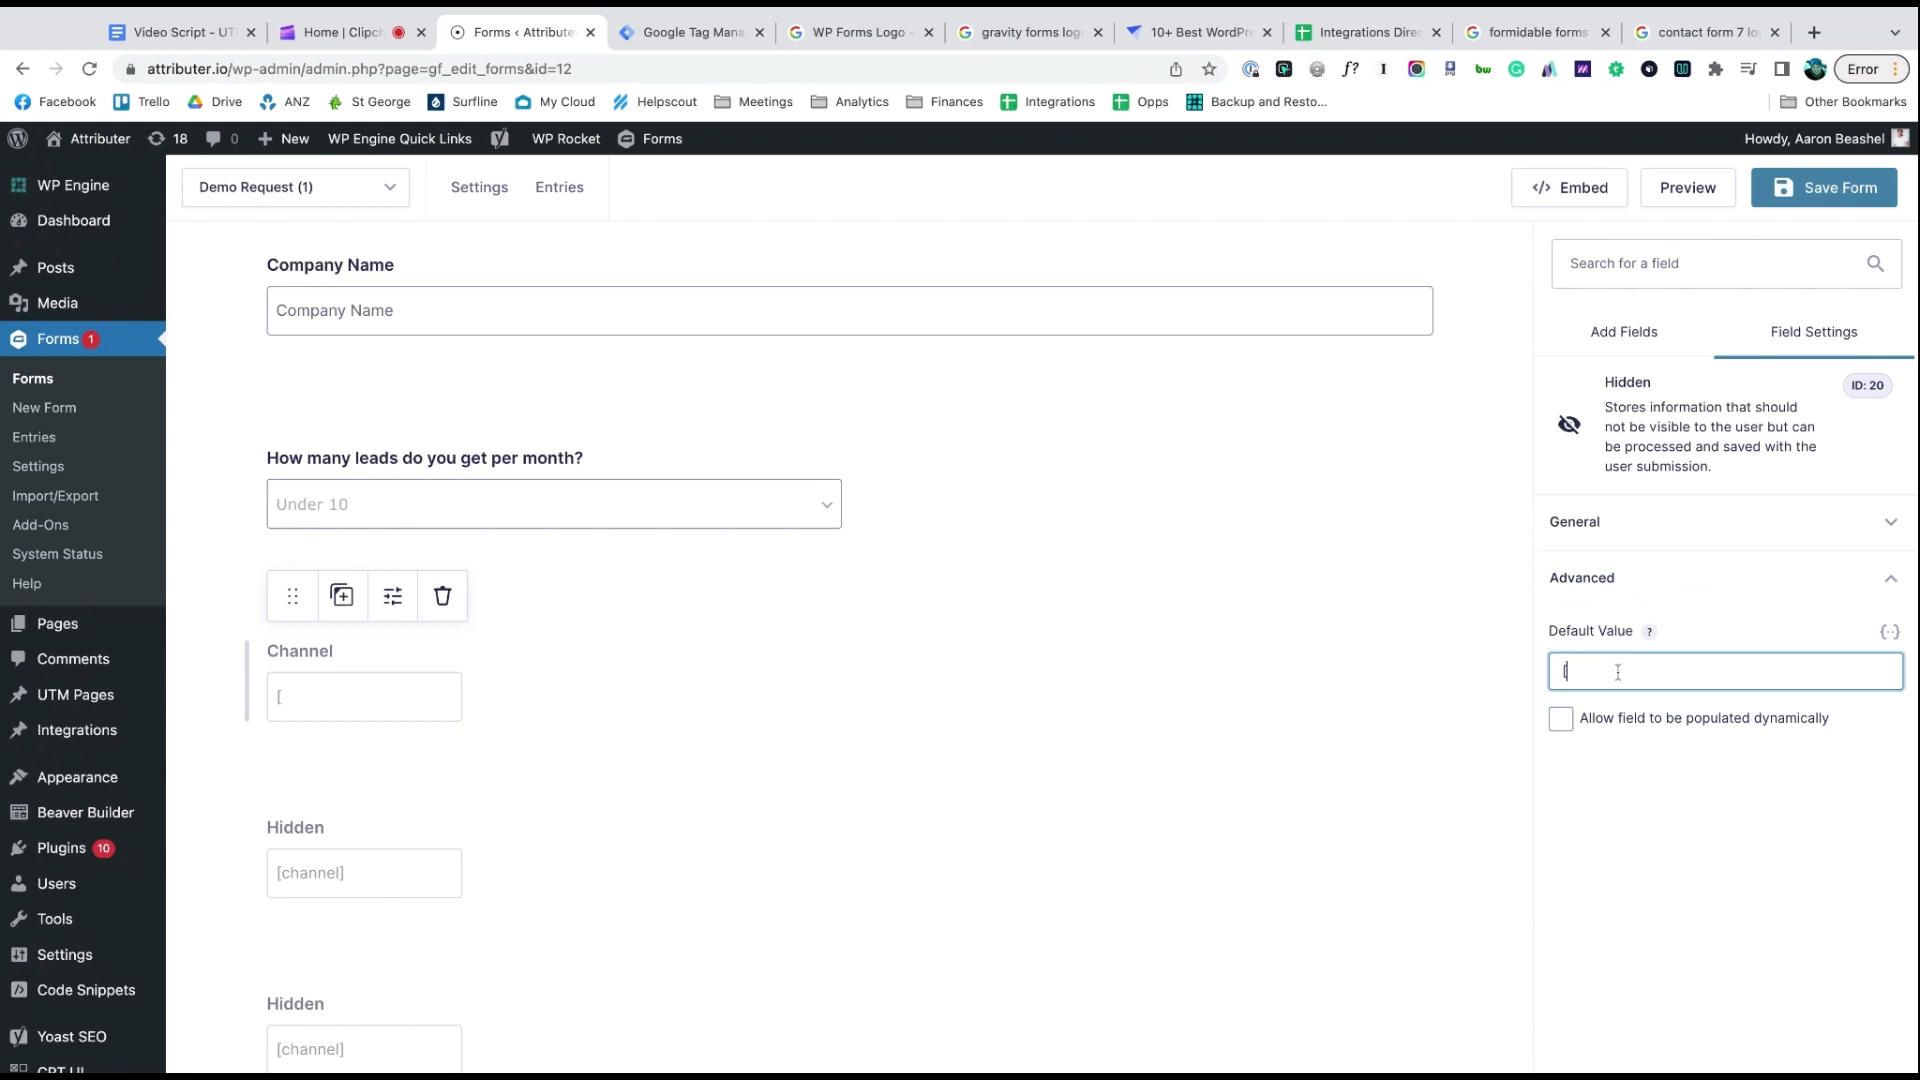 Video Script - UT
Home | Clipch
Forms ‹ Attribute
Google Tag Mana
WP Forms Logo -
gravity forms log
10+ Best WordPre
Integrations Direc
formidable forms
contact form 7 lo
attributer.io/wp-admin/admin.php?page=gf_edit_forms&id=12
Error
Facebook
Trello
Drive
ANZ
St George
Surfline
My Cloud
Helpscout
Meetings
Analytics
Finances
Integrations
Opps
Backup and Resto...
Other Bookmarks
Attributer
18
0
New
WP Engine Quick Links
WP Rocket
Forms
Howdy, Aaron Beashel
WP Engine
Dashboard
Posts
Media
Forms 1
Forms
New Form
Entries
Settings
Import/Export
Add-Ons
System Status
Help
Pages
Comments
UTM Pages
Integrations
Appearance
Beaver Builder
Plugins 10
Users
Tools
Settings
Code Snippets
Yoast SEO
CPT UI
Demo Request (1)
Settings
Entries
Embed
Preview
Save Form
Company Name
Company Name
How many leads do you get per month?
Under 10
Channel
[
Hidden
[channel]
Hidden
[channel]
Search for a field
Add Fields
Field Settings
Hidden
ID: 20
Stores information that should
not be visible to the user but can
be processed and saved with the
user submission.
General
Advanced
Default Value ?
[
Allow field to be populated dynamically